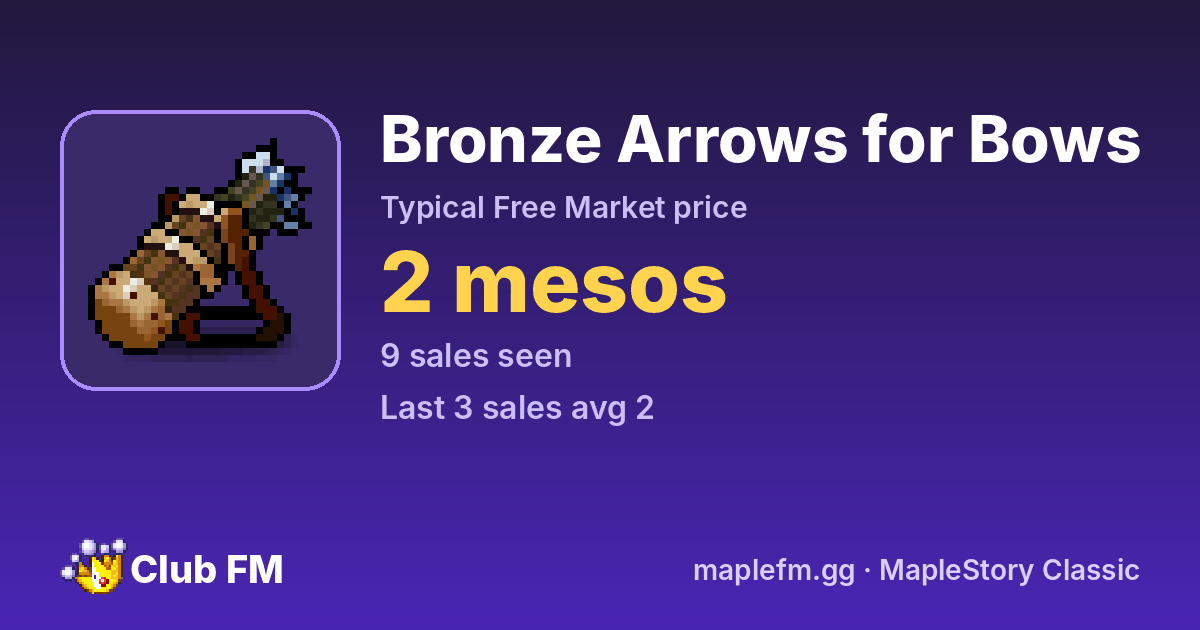 Bronze Arrows for Bows
Typical Free Market price
2 mesos
9 sales seen
Last 3 sales avg 2
Club FM
maplefm.gg · MapleStory Classic